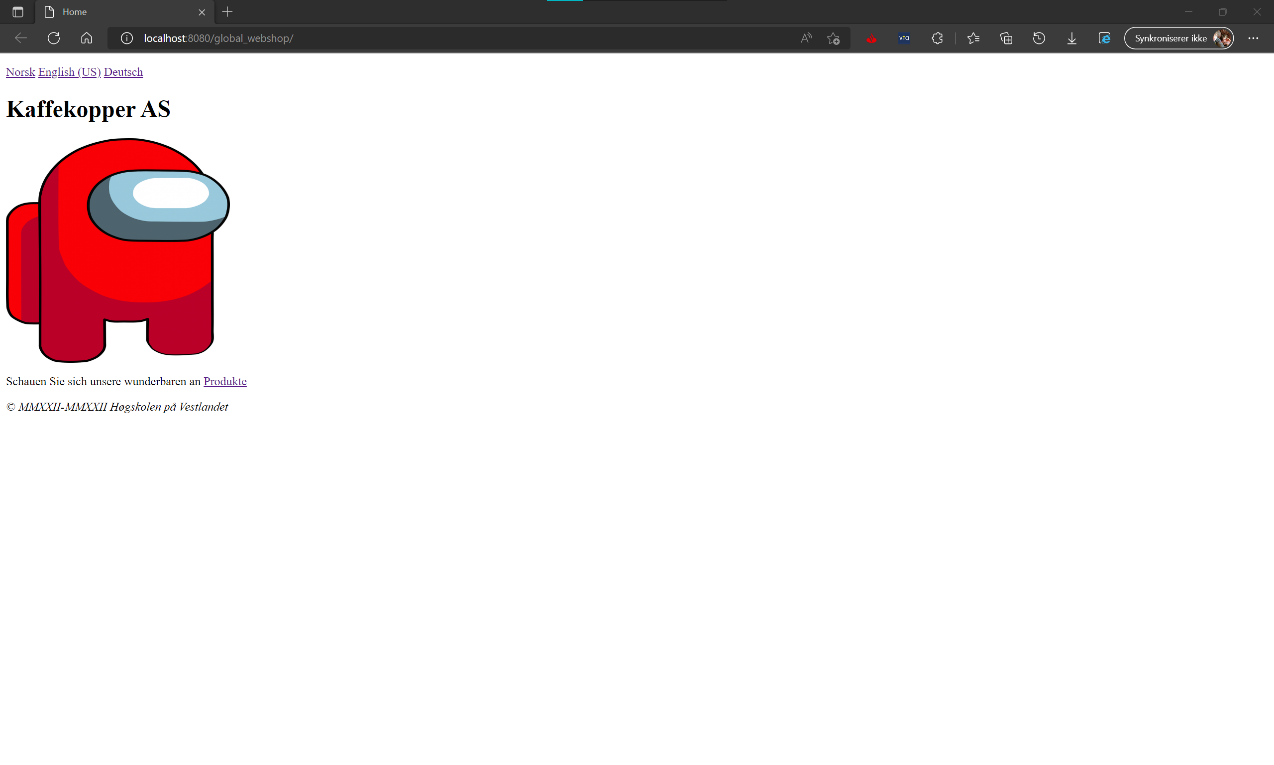 Home
localhost:8080/global_webshop/
Synkroniserer ikke
Norsk English (US) Deutsch
Kaffekopper AS
Schauen Sie sich unsere wunderbaren an Produkte
© MMXXII-MMXXII Høgskolen på Vestlandet